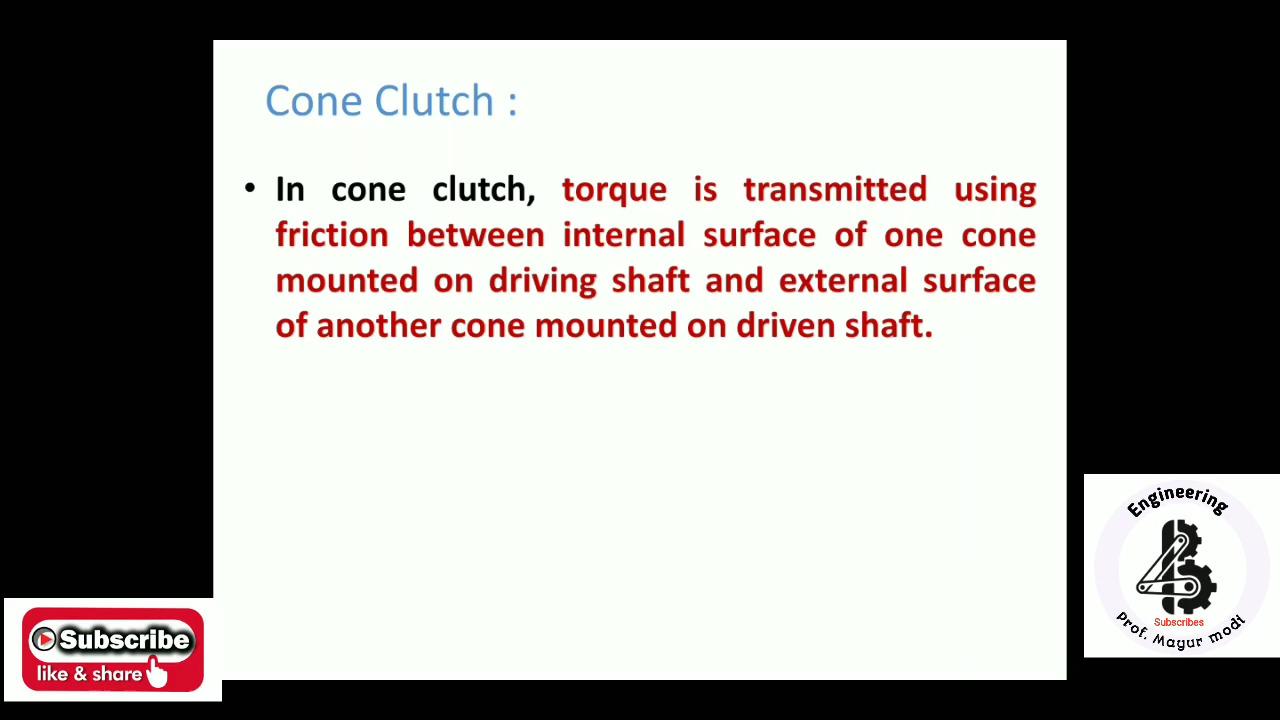 Cone Clutch :
• In cone clutch, torque is transmitted using
friction between internal surface of one cone
mounted on driving shaft and external surface
of another cone mounted on driven shaft.
Engineering
Subscribes
Prof. Mayur modi
Subscribe
like & share